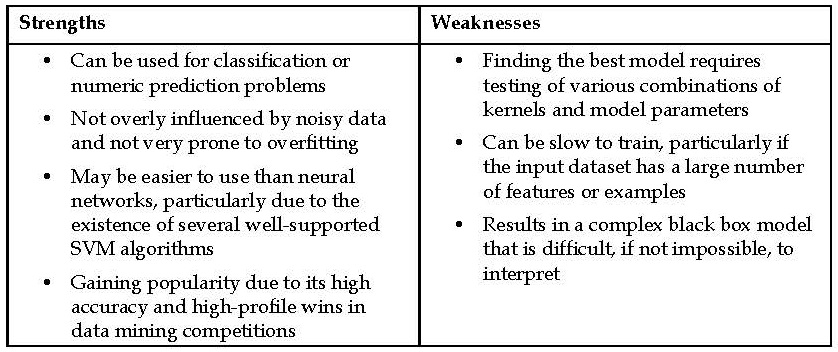 Strengths
• Can be used for classification or
numeric prediction problems
• Not overly influenced by noisy data
and not very prone to overfitting
• May be easier to use than neural
networks, particularly due to the
existence of several well-supported
SVM algorithms
• Gaining popularity due to its high
accuracy and high-profile wins in
data mining competitions
Weaknesses
• Finding the best model requires
testing of various combinations of
kernels and model parameters
• Can be slow to train, particularly if
the input dataset has a large number
of features or examples
• Results in a complex black box model
that is difficult, if not impossible, to
interpret